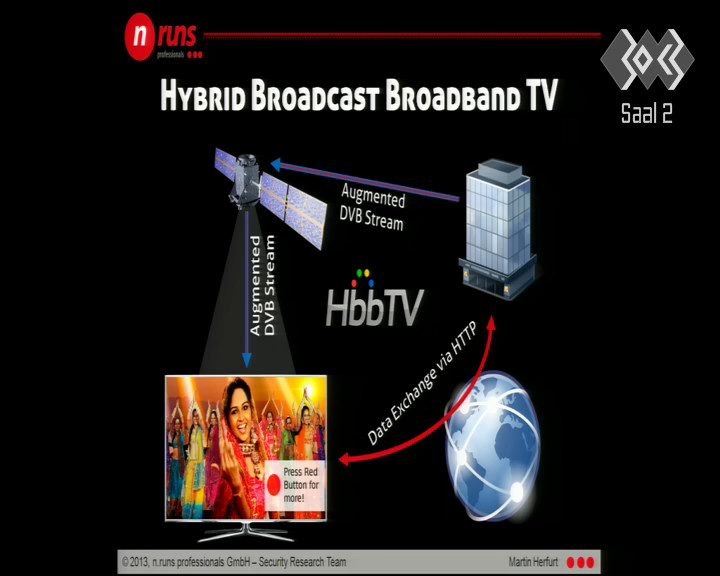 n runs
professionals
Saal 2
HYBRID BROADCAST BROADBAND TV
Augmented
DVB Stream
Augmented
DVB Stream
HbbTV
Data Exchange via HTTP
Press Red
Button for
more!
© 2013, n.runs professionals GmbH – Security Research Team
Martin Herfurt